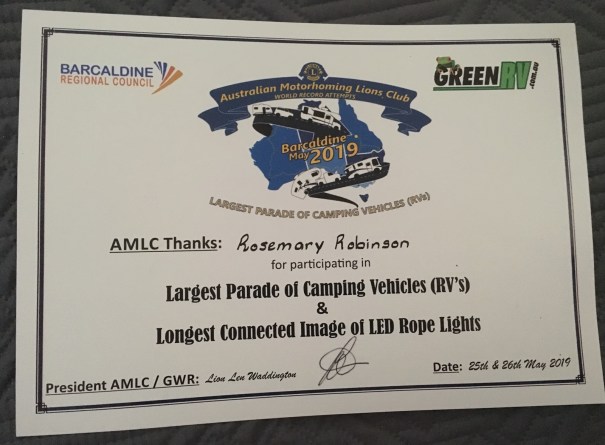 BARCALDINE
REGIONAL COUNCIL
Australian Motorhoming Lions Club
WORLD RECORD ATTEMPTS
Barcaldine
May 2019
LARGEST PARADE OF CAMPING VEHICLES (RVs)
GREENRV
AMLC Thanks: Rosemary Robinson
for participating in
Largest Parade of Camping Vehicles (RV's)
&
Longest Connected Image of LED Rope Lights
President AMLC / GWR: Lion Len Waddington
Date: 25th & 26th May 2019